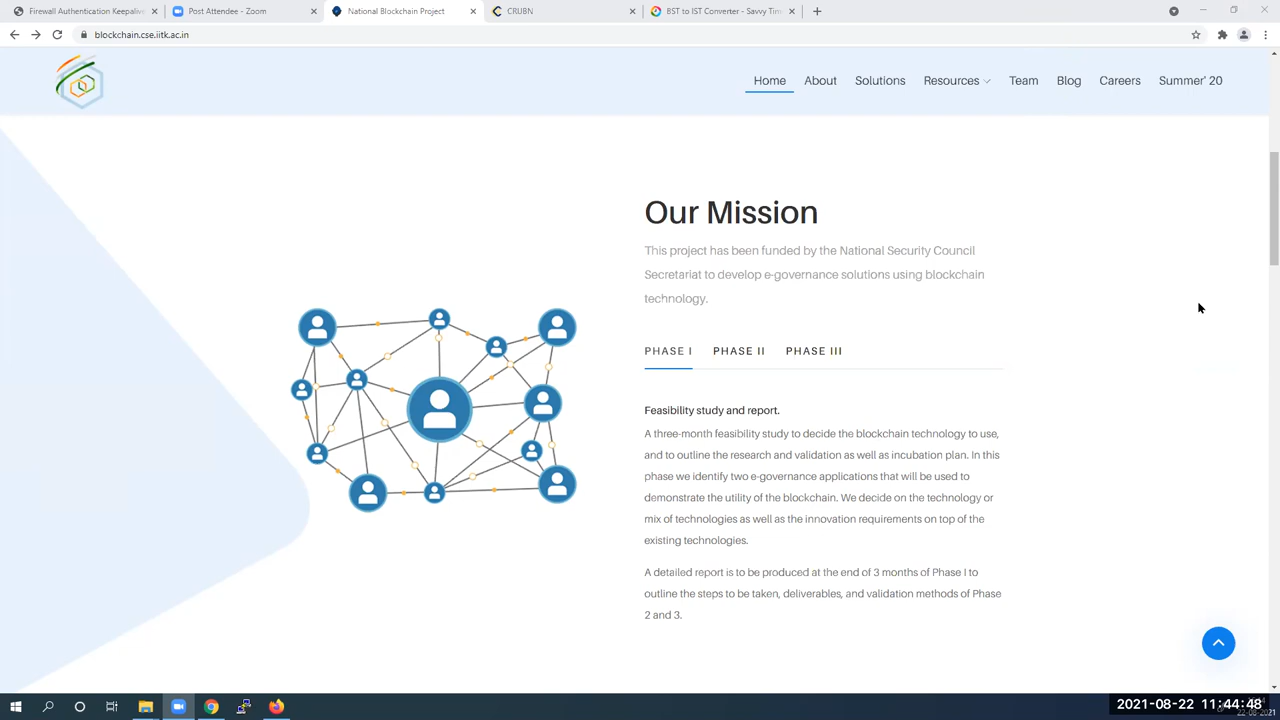 Firewall Authentication Keepaliv
Post Attendee - Zoom
National Blockchain Project
CRUBN
BST to IST Converter - Savvy Tim
blockchain.cse.iitk.ac.in
Home About Solutions Resources Team Blog Careers Summer' 20
Our Mission
This project has been funded by the National Security Council
Secretariat to develop e-governance solutions using blockchain
technology.
PHASE I PHASE II PHASE III
Feasibility study and report.
A three-month feasibility study to decide the blockchain technology to use,
and to outline the research and validation as well as incubation plan. In this
phase we identify two e-governance applications that will be used to
demonstrate the utility of the blockchain. We decide on the technology or
mix of technologies as well as the innovation requirements on top of the
existing technologies.
A detailed report is to be produced at the end of 3 months of Phase I to
outline the steps to be taken, deliverables, and validation methods of Phase
2 and 3.
2021-08-22 11:44:48
22-08-2021